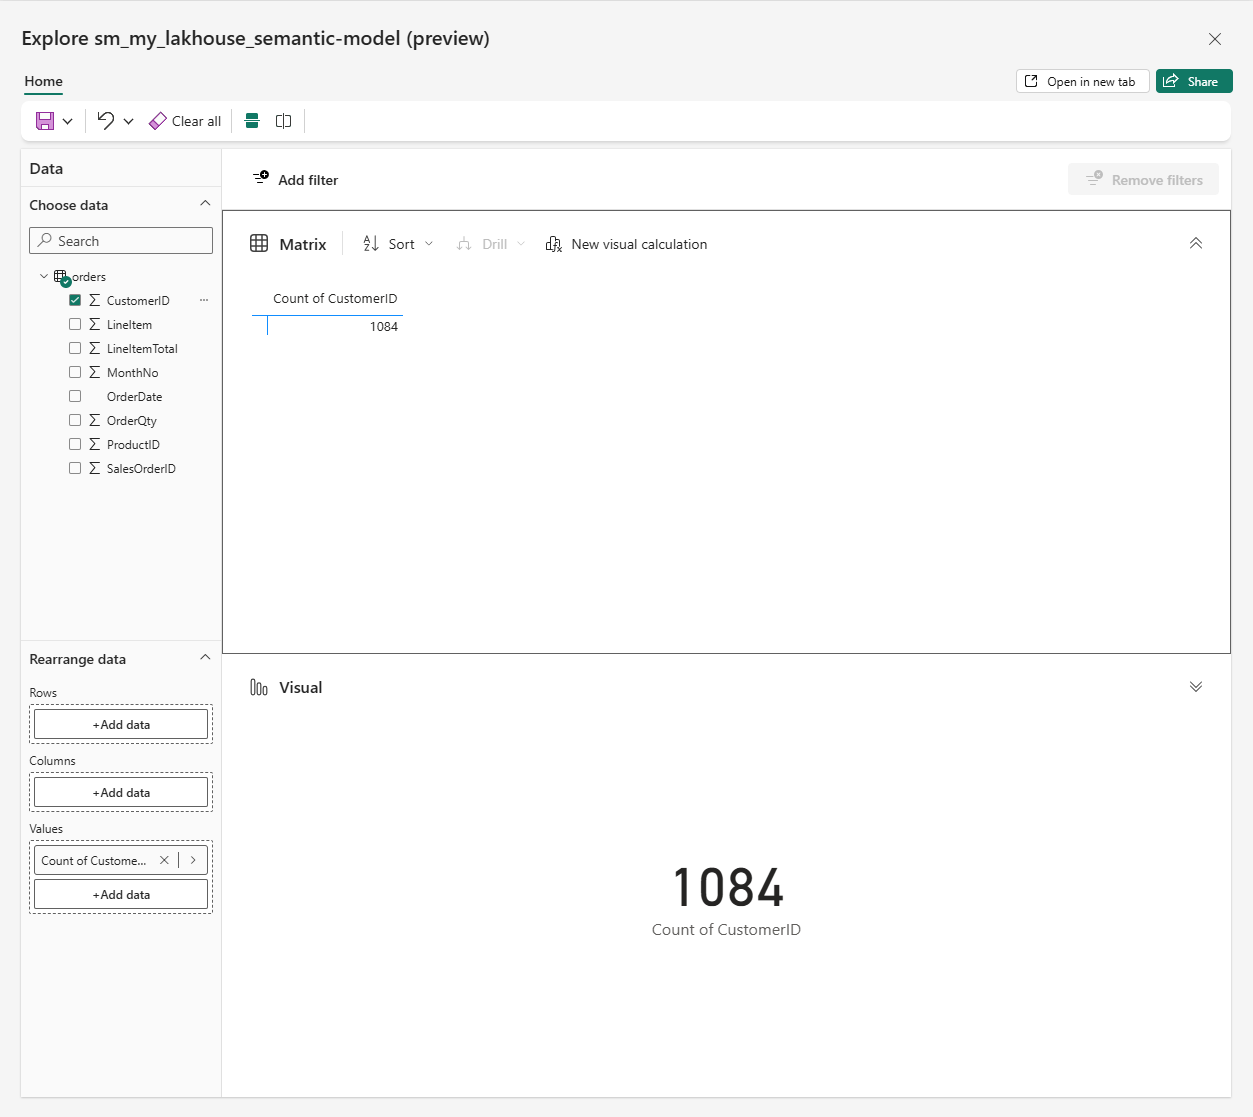 Explore sm_my_lakhouse_semantic-model (preview)
Home
Open in new tab
Share
Clear all
Data
Choose data
Search
orders
CustomerID
LineItem
LineItemTotal
MonthNo
OrderDate
OrderQty
ProductID
SalesOrderID
Rearrange data
Rows
+Add data
Columns
+Add data
Values
Count of Custome...
+Add data
Add filter
Remove filters
Matrix
Sort
Drill
New visual calculation
Count of CustomerID
1084
Visual
1084
Count of CustomerID